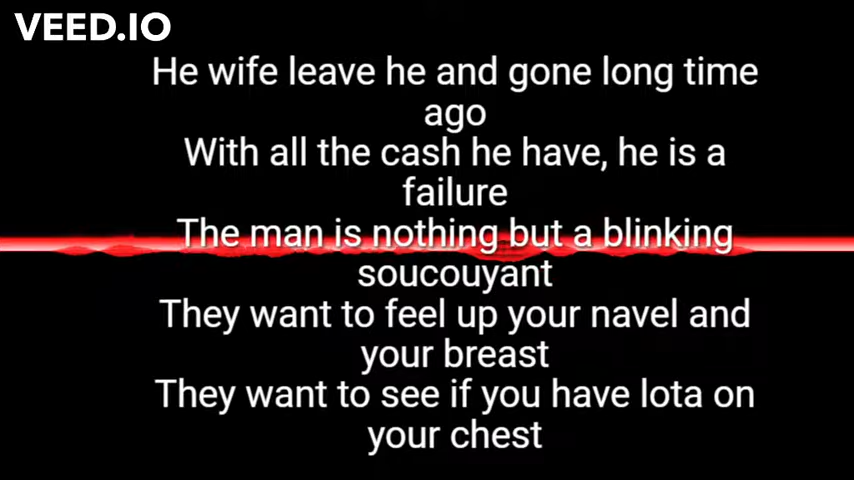 VEED.IO
He wife leave he and gone long time
ago
With all the cash he have, he is a
failure
The man is nothing but a blinking
soucouyant
They want to feel up your navel and
your breast
They want to see if you have lota on
your chest